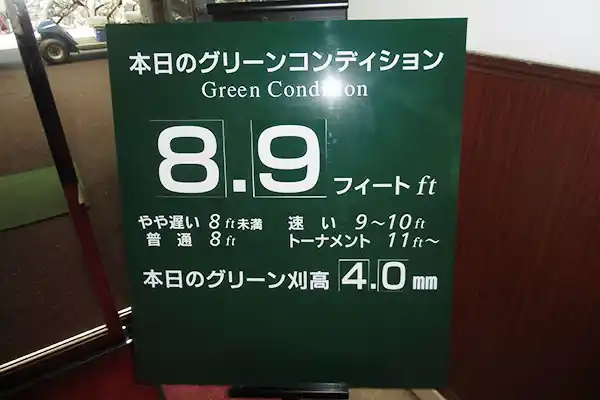 本日のグリーンコンディション
Green Condition
8.9 フィート ft
やや遅い 8ft未満 速い 9～10ft
普通 8ft トーナメント 11ft～
本日のグリーン刈高 4.0 mm